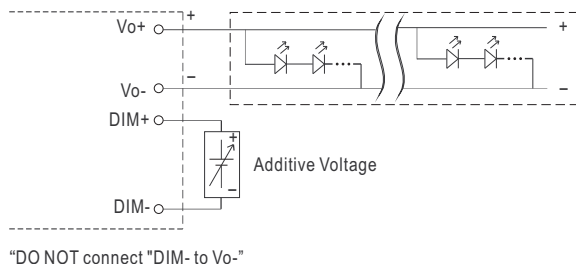 Vo+
+
+
Vo-
−
−
DIM+
+
Additive Voltage
−
DIM-
“DO NOT connect "DIM- to Vo-”